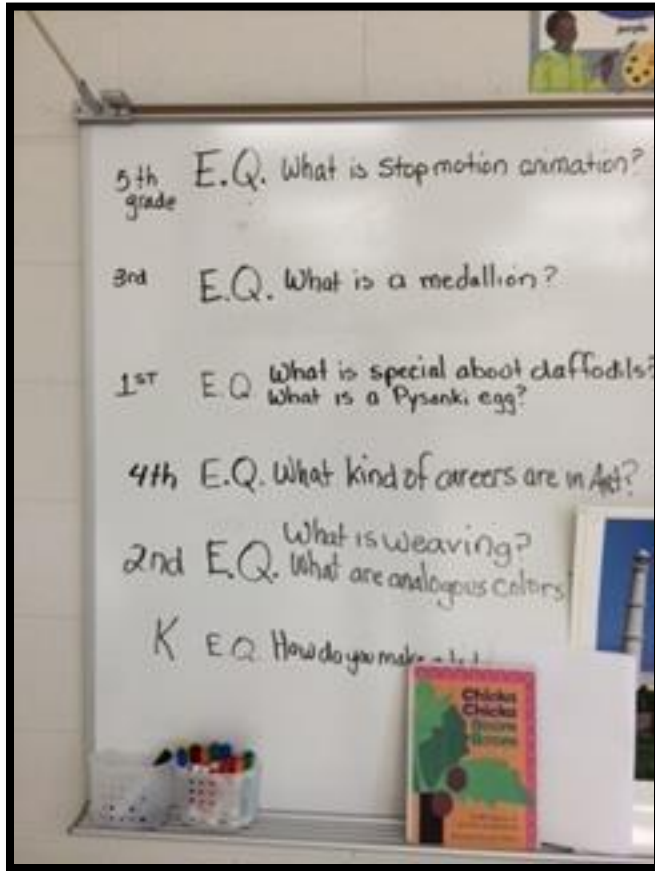 people
5th grade E.Q. What is Stop motion animation?
3rd E.Q. What is a medallion?
1ST E Q What is special about daffodils?
What is a Pysanki egg?
4th E.Q. What kind of careers are in Art?
2nd E.Q. What is weaving?
What are analogous colors
K E Q How do you make a
Chicka
Chicka
Boom
Boom